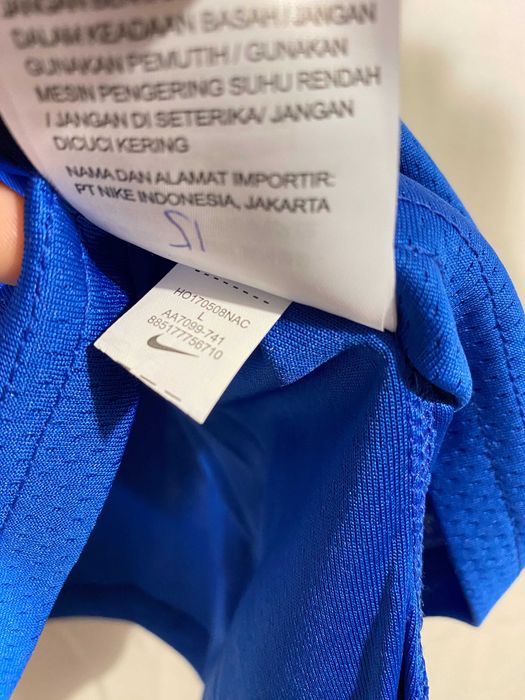 DALAM KEADAAN BASAH/JANGAN
GUNAKAN PEMUTIH / GUNAKAN
MESIN PENGERING SUHU RENDAH
/ JANGAN DI SETERIKA/ JANGAN
DICUCI KERING
NAMA DAN ALAMAT IMPORTIR:
PT NIKE INDONESIA, JAKARTA
12
HO170508NAC
L
AA7099-741
885177756710